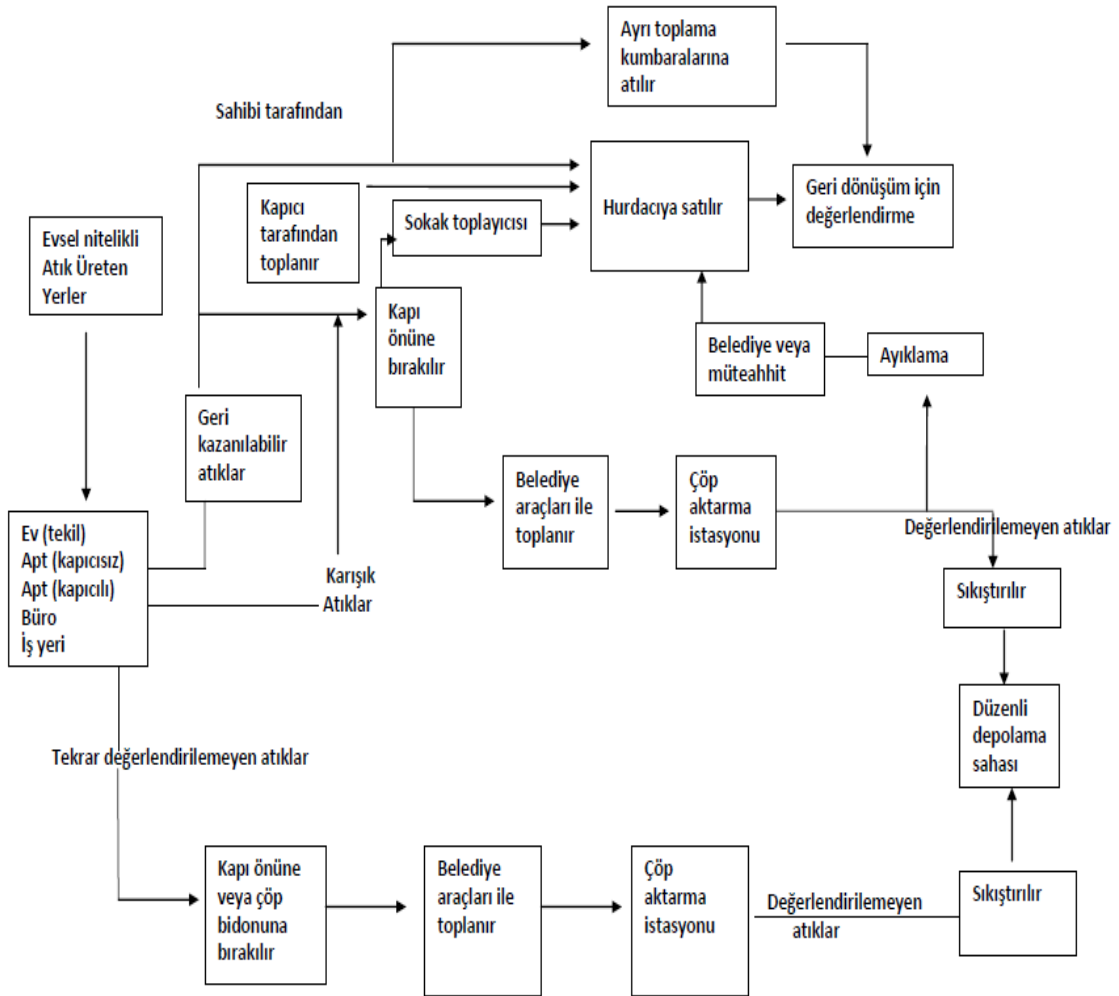 Ayrı toplama
kumbaralarına
atılır
Sahibi tarafından
Kapıcı
tarafından
toplanır
Sokak toplayıcısı
Hurdacıya satılır
Geri dönüşüm için
değerlendirme
Evsel nitelikli
Atık Üreten
Yerler
Kapı
önüne
bırakılır
Belediye veya
müteahhit
Ayıklama
Geri
kazanılabilir
atıklar
Belediye
araçları ile
toplanır
Çöp
aktarma
istasyonu
Değerlendirilemeyen atıklar
Ev (tekil)
Apt (kapıcısız)
Apt (kapıcılı)
Büro
İş yeri
Karışık
Atıklar
Sıkıştırılır
Düzenli
depolama
sahası
Tekrar değerlendirilemeyen atıklar
Kapı önüne
veya çöp
bidonuna
bırakılır
Belediye
araçları ile
toplanır
Çöp
aktarma
istasyonu
Değerlendirilemeyen
atıklar
Sıkıştırılır